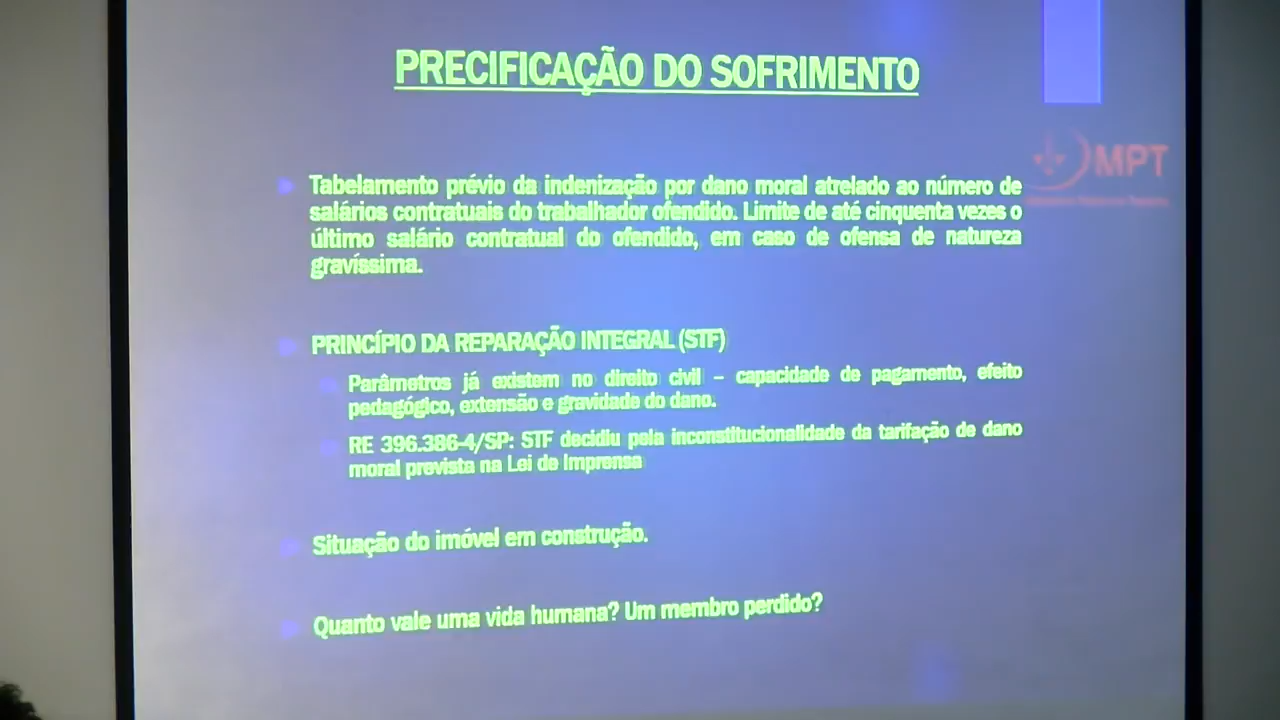 PRECIFICAÇÃO DO SOFRIMENTO
MPT
Tabelamento prévio da indenização por dano moral atrelado ao número de
salários contratuais do trabalhador ofendido. Limite de até cinquenta vezes o
último salário contratual do ofendido, em caso de ofensa de natureza
gravíssima.
PRINCÍPIO DA REPARAÇÃO INTEGRAL (STF)
Parâmetros já existem no direito civil – capacidade de pagamento, efeito
pedagógico, extensão e gravidade do dano.
RE 396.386-4/SP: STF decidiu pela inconstitucionalidade da tarifação de dano
moral prevista na Lei de Imprensa
Situação do imóvel em construção.
Quanto vale uma vida humana? Um membro perdido?